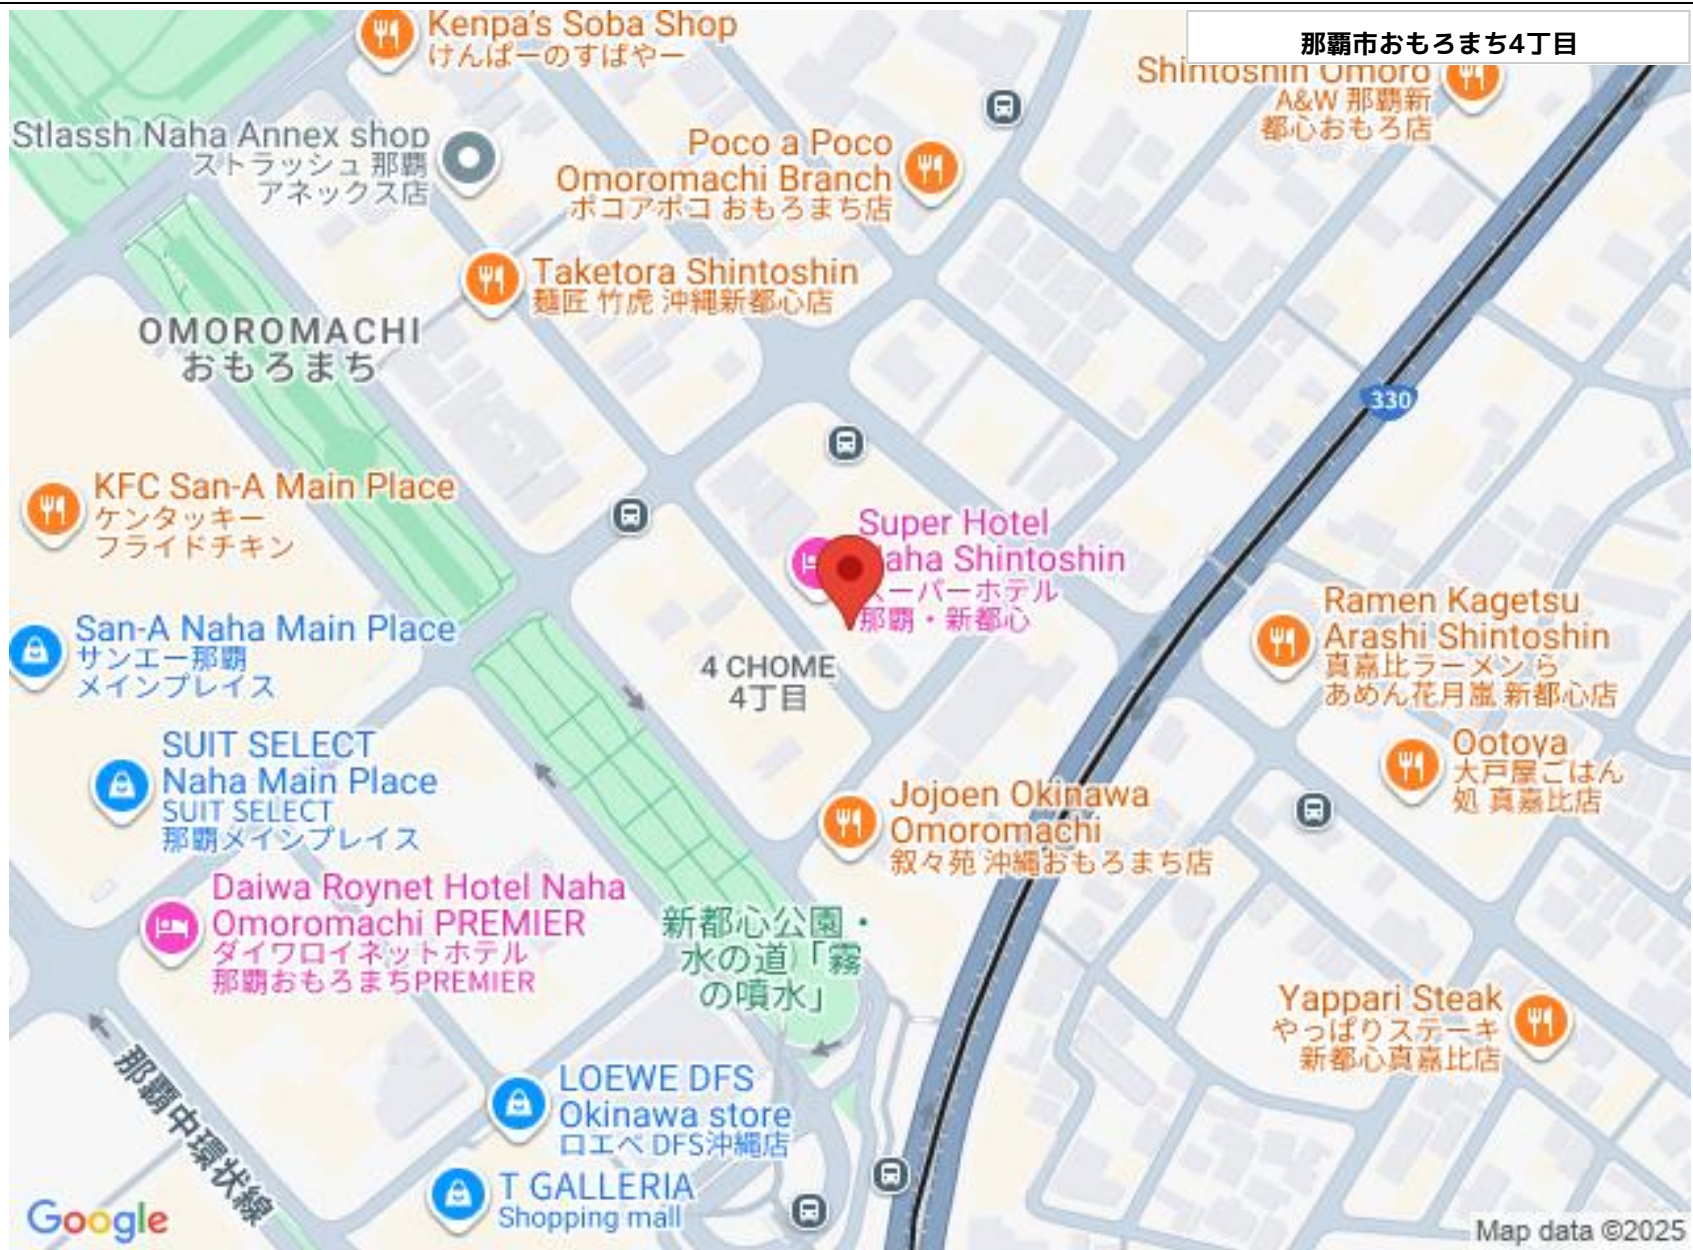 Kenpa's Soba Shop
けんぱーのすばやー
那覇市おもろまち4丁目
Shintoshin Omoro
A&W 那覇新
都心おもろ店
Stlassh Naha Annex shop
ストラッシュ 那覇
アネックス店
Poco a Poco
Omoromachi Branch
ポコアポコ おもろまち店
Taketora Shintoshin
麺匠 竹虎 沖縄新都心店
OMOROMACHI
おもろまち
330
KFC San-A Main Place
ケンタッキー
フライドチキン
Super Hotel
Naha Shintoshin
スーパーホテル
那覇・新都心
Ramen Kagetsu
Arashi Shintoshin
真嘉比ラーメン ら
あめん花月嵐 新都心店
San-A Naha Main Place
サンエー那覇
メインプレイス
4 CHOME
4丁目
SUIT SELECT
Naha Main Place
SUIT SELECT
那覇メインプレイス
Ootoya
大戸屋ごはん
処 真嘉比店
Jojoen Okinawa
Omoromachi
叙々苑 沖縄おもろまち店
Daiwa Roynet Hotel Naha
Omoromachi PREMIER
ダイワロイネットホテル
那覇おもろまちPREMIER
新都心公園・
水の道）「霧
の噴水」
Yappari Steak
やっぱりステーキ
新都心真嘉比店
那覇中環状線
LOEWE DFS
Okinawa store
ロエベ DFS沖縄店
T GALLERIA
Shopping mall
Google
Map data ©2025